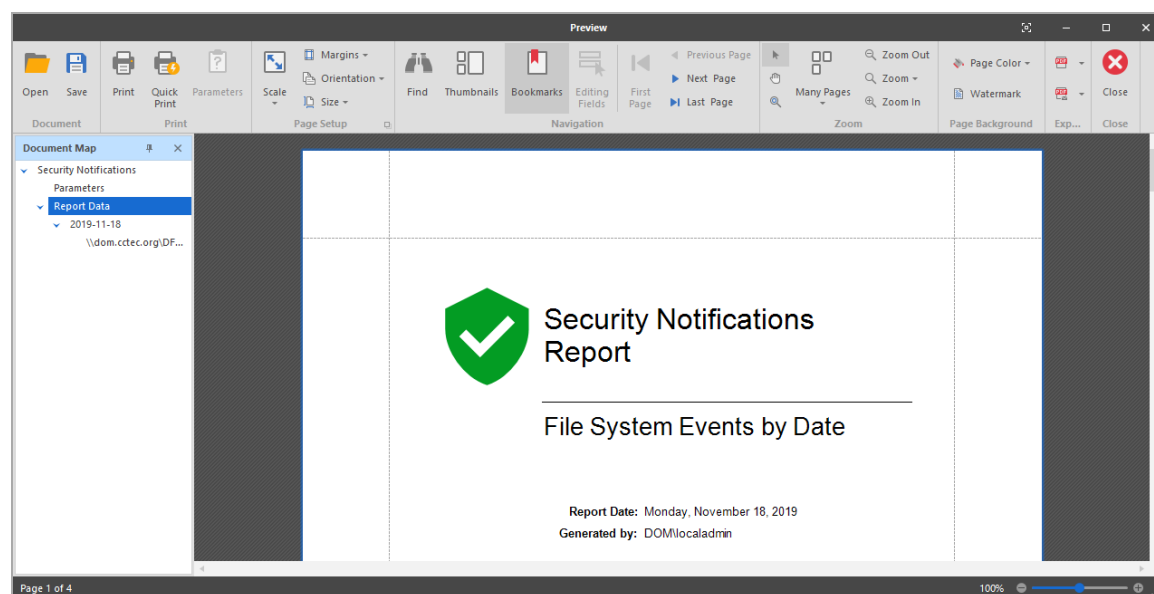 Preview
Open
Save
Print
Quick
Print
Parameters
Scale
Margins
Orientation
Size
Find
Thumbnails
Bookmarks
Editing
Fields
First
Page
Previous Page
Next Page
Last Page
Many Pages
Zoom Out
Zoom
Zoom In
Page Color
Watermark
Close
Document
Print
Page Setup
Navigation
Zoom
Page Background
Exp...
Close
Document Map
Security Notifications
Parameters
Report Data
2019-11-18
\\dom.cctec.org\DF...
Security Notifications
Report
File System Events by Date
Report Date: Monday, November 18, 2019
Generated by: DOM\localadmin
Page 1 of 4
100%